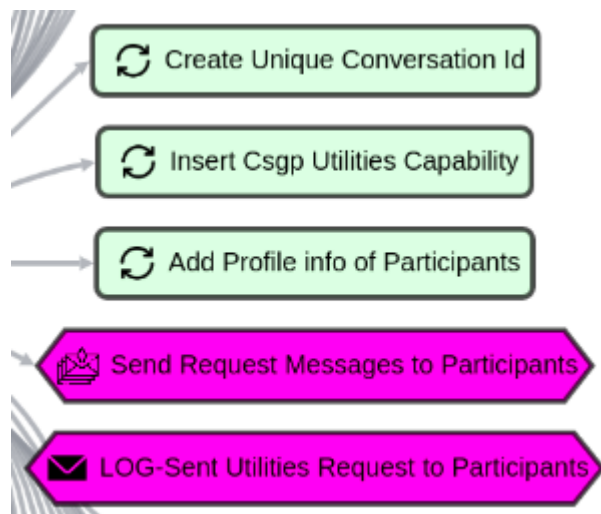 Create Unique Conversation Id
Insert Csgp Utilities Capability
Add Profile info of Participants
Send Request Messages to Participants
LOG-Sent Utilities Request to Participants